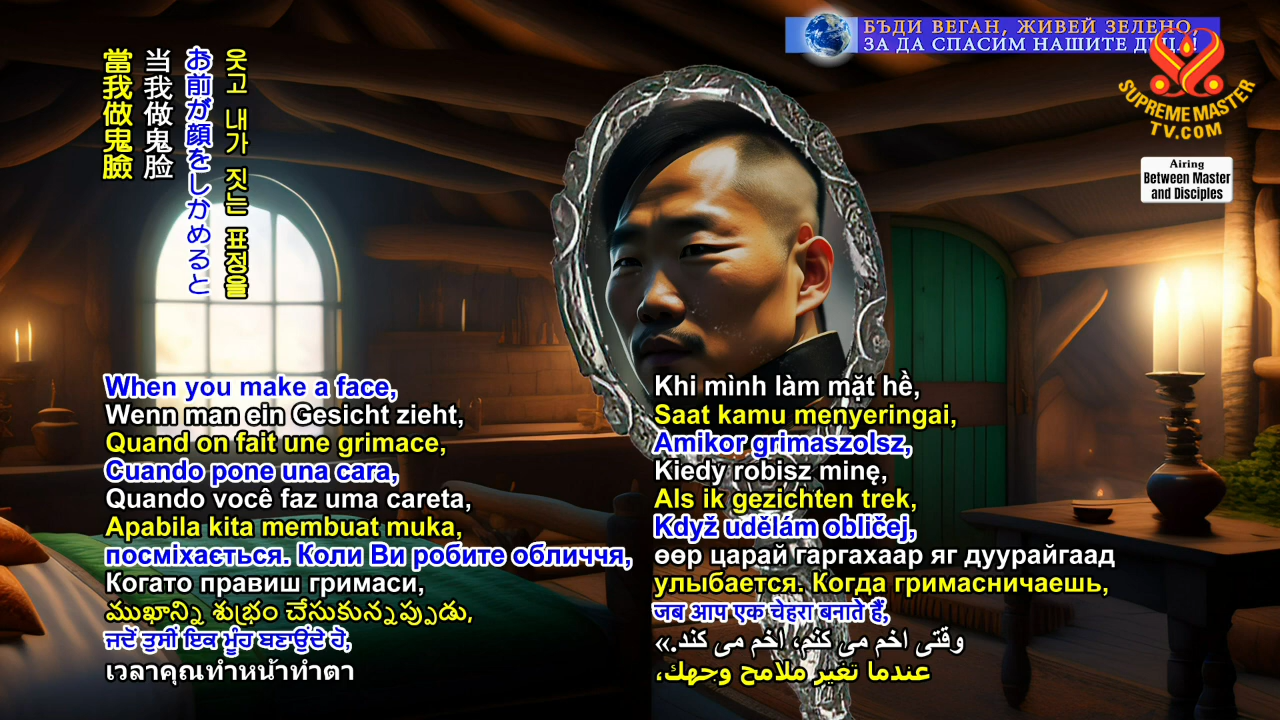 БЪДИ ВЕГАН, ЖИВЕЙ ЗЕЛЕНО
ЗА ДА СПАСИМ НАШИТЕ
SUPREME MASTER
TV.COM
Airing
Between Master
and Disciples
當我做鬼臉
当我做鬼脸
お前が顔をしかめると
웃고 내가 짓는 표정을
When you make a face,
Wenn man ein Gesicht zieht,
Quand on fait une grimace,
Cuando pone una cara,
Quando você faz uma careta,
Apabila kita membuat muka,
посміхається. Коли Ви робите обличчя,
Когато правиш гримаси,
ముఖాన్ని శుభ్రం చేసుకున్నప్పుడు,
ਜਦੋਂ ਤੁਸੀਂ ਇਕ ਮੂੰਹ ਬਣਾਉਂਦੇ ਹੋ,
เวลาคุณทำหน้าทำตา
Khi mình làm mặt hề,
Saat kamu menyeringai,
Amikor grimaszolsz,
Kiedy robisz minę,
Als ik gezichten trek,
Když udělám obličej,
өөр царай гаргахаар яг дуурайгаад
улыбается. Когда гримасничаешь,
जब आप एक चेहरा बनाते हैं,
وقتی اخم می کنم، اخم می کند.»
عندما تغير ملامح وجهك،